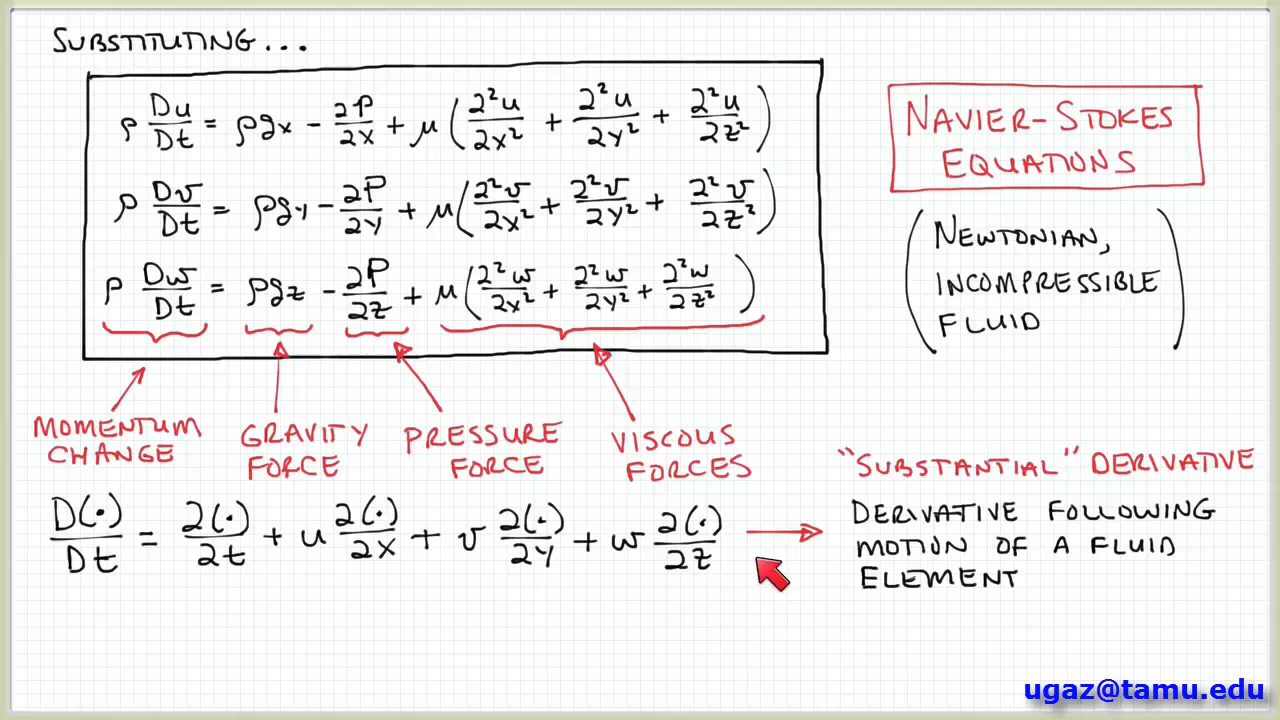 SUBSTITUTING...
ρ Du/Dt = ρgx - ∂P/∂x + μ(∂²u/∂x² + ∂²u/∂y² + ∂²u/∂z²)
ρ Dv/Dt = ρgy - ∂P/∂y + μ(∂²v/∂x² + ∂²v/∂y² + ∂²v/∂z²)
ρ Dw/Dt = ρgz - ∂P/∂z + μ(∂²w/∂x² + ∂²w/∂y² + ∂²w/∂z²)
NAVIER-STOKES
EQUATIONS
(NEWTONIAN,
INCOMPRESSIBLE
FLUID)
MOMENTUM
CHANGE
GRAVITY
FORCE
PRESSURE
FORCE
VISCOUS
FORCES
D(·)/Dt = ∂(·)/∂t + u ∂(·)/∂x + v ∂(·)/∂y + w ∂(·)/∂z →
"SUBSTANTIAL" DERIVATIVE
DERIVATIVE FOLLOWING
MOTION OF A FLUID
ELEMENT
ugaz@tamu.edu